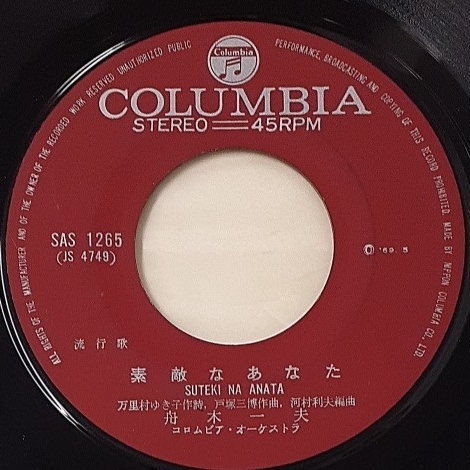 Columbia
COLUMBIA
STEREO 45RPM
ALL RIGHTS OF THE MANUFACTURER AND OF THE OWNER OF THE RECORDED WORK RESERVED UNAUTHORIZED PUBLIC PERFORMANCE, BROADCASTING AND COPYING OF THIS RECORD PROHIBITED. MADE BY NIPPON COLUMBIA CO., LTD.
SAS 1265
(JS 4749)
Ⓒ '69. 5
流行歌
素敵なあなた
SUTEKI NA ANATA
万里村ゆき子作詩, 戸塚三博作曲, 河村利夫編曲
舟木一夫
コロムビア・オーケストラ